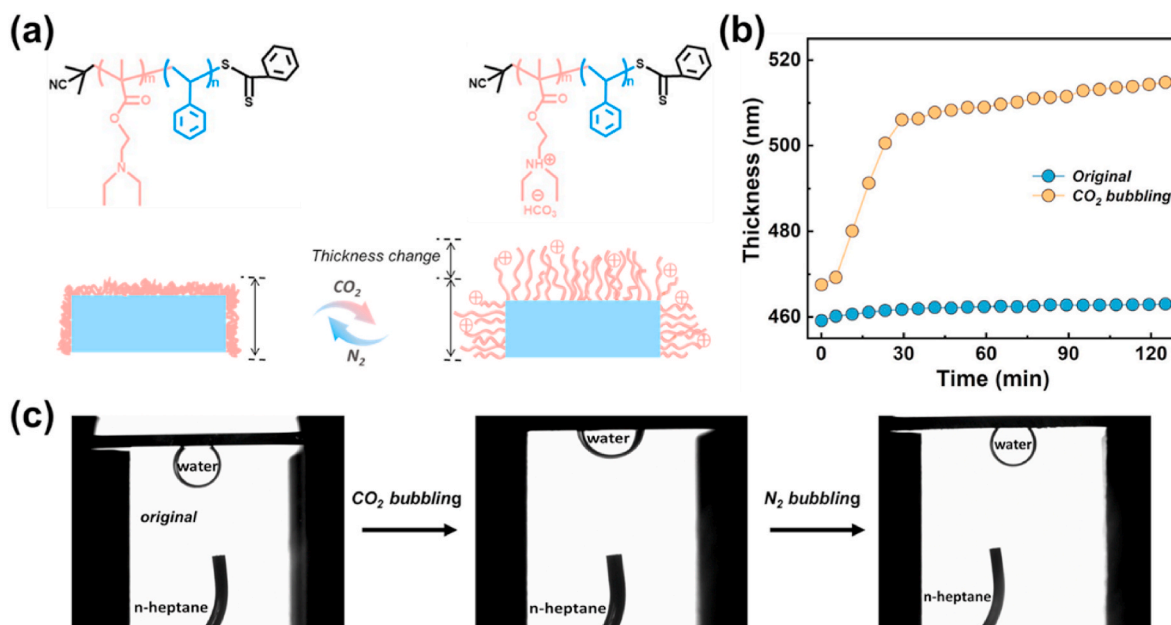 (a)
NC
m
n
S
S
O
O
N
NC
m
n
S
S
O
O
NH
⊕
⊖
HCO3
Thickness change
CO2
N2
(b)
Thickness (nm)
520
500
480
460
Original
CO2 bubbling
0
30
60
90
120
Time (min)
(c)
water
original
n-heptane
CO2 bubbling
water
n-heptane
N2 bubbling
water
n-heptane